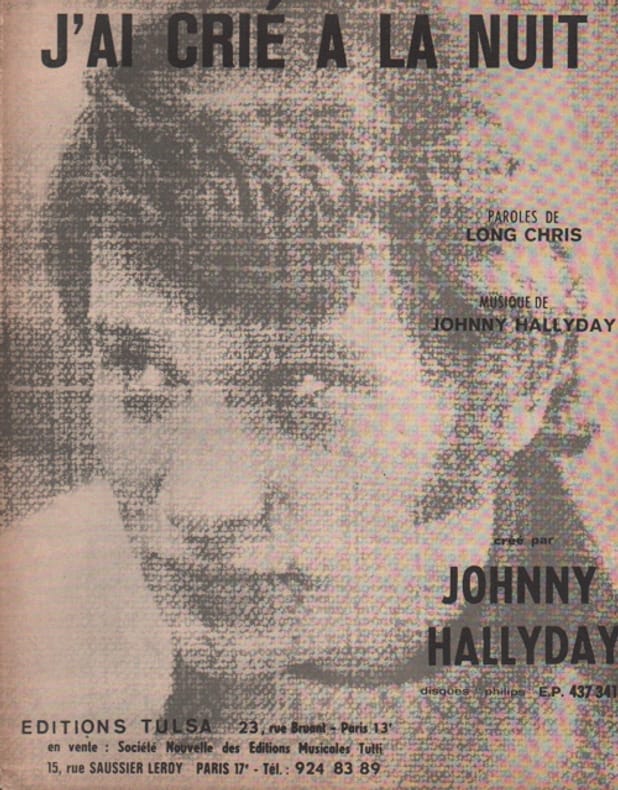 J'AI CRIÉ A LA NUIT
PAROLES DE
LONG CHRIS
MUSIQUE DE
JOHNNY HALLYDAY
créé par
JOHNNY
HALLYDAY
disques philips E.P. 437 341
EDITIONS TULSA 23, rue Bruant - Paris 13e
en vente : Société Nouvelle des Editions Musicales Tutti
15, rue SAUSSIER LEROY PARIS 17e - Tél. : 924 83 89